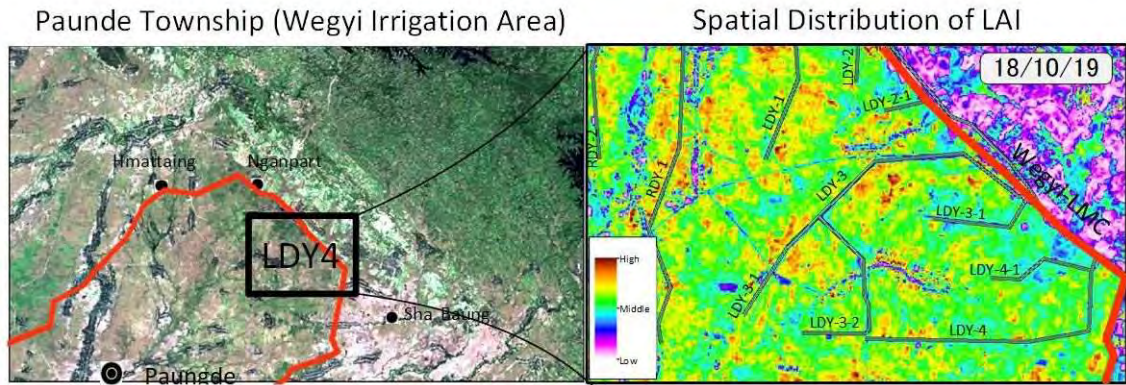 Paunde Township (Wegyi Irrigation Area)
Spatial Distribution of LAI
Hmattaing
Nganpart
LDY4
Sha Baung
Paungde
18/10/19
LDY-2
LDY-2-1
LDY-1
RDY-2
RDY-1
LDY-3
Wegyi-LMC
LDY-3-1
LDY-4-1
LDY-3-1
LDY-3-2
LDY-4
High
Middle
Low